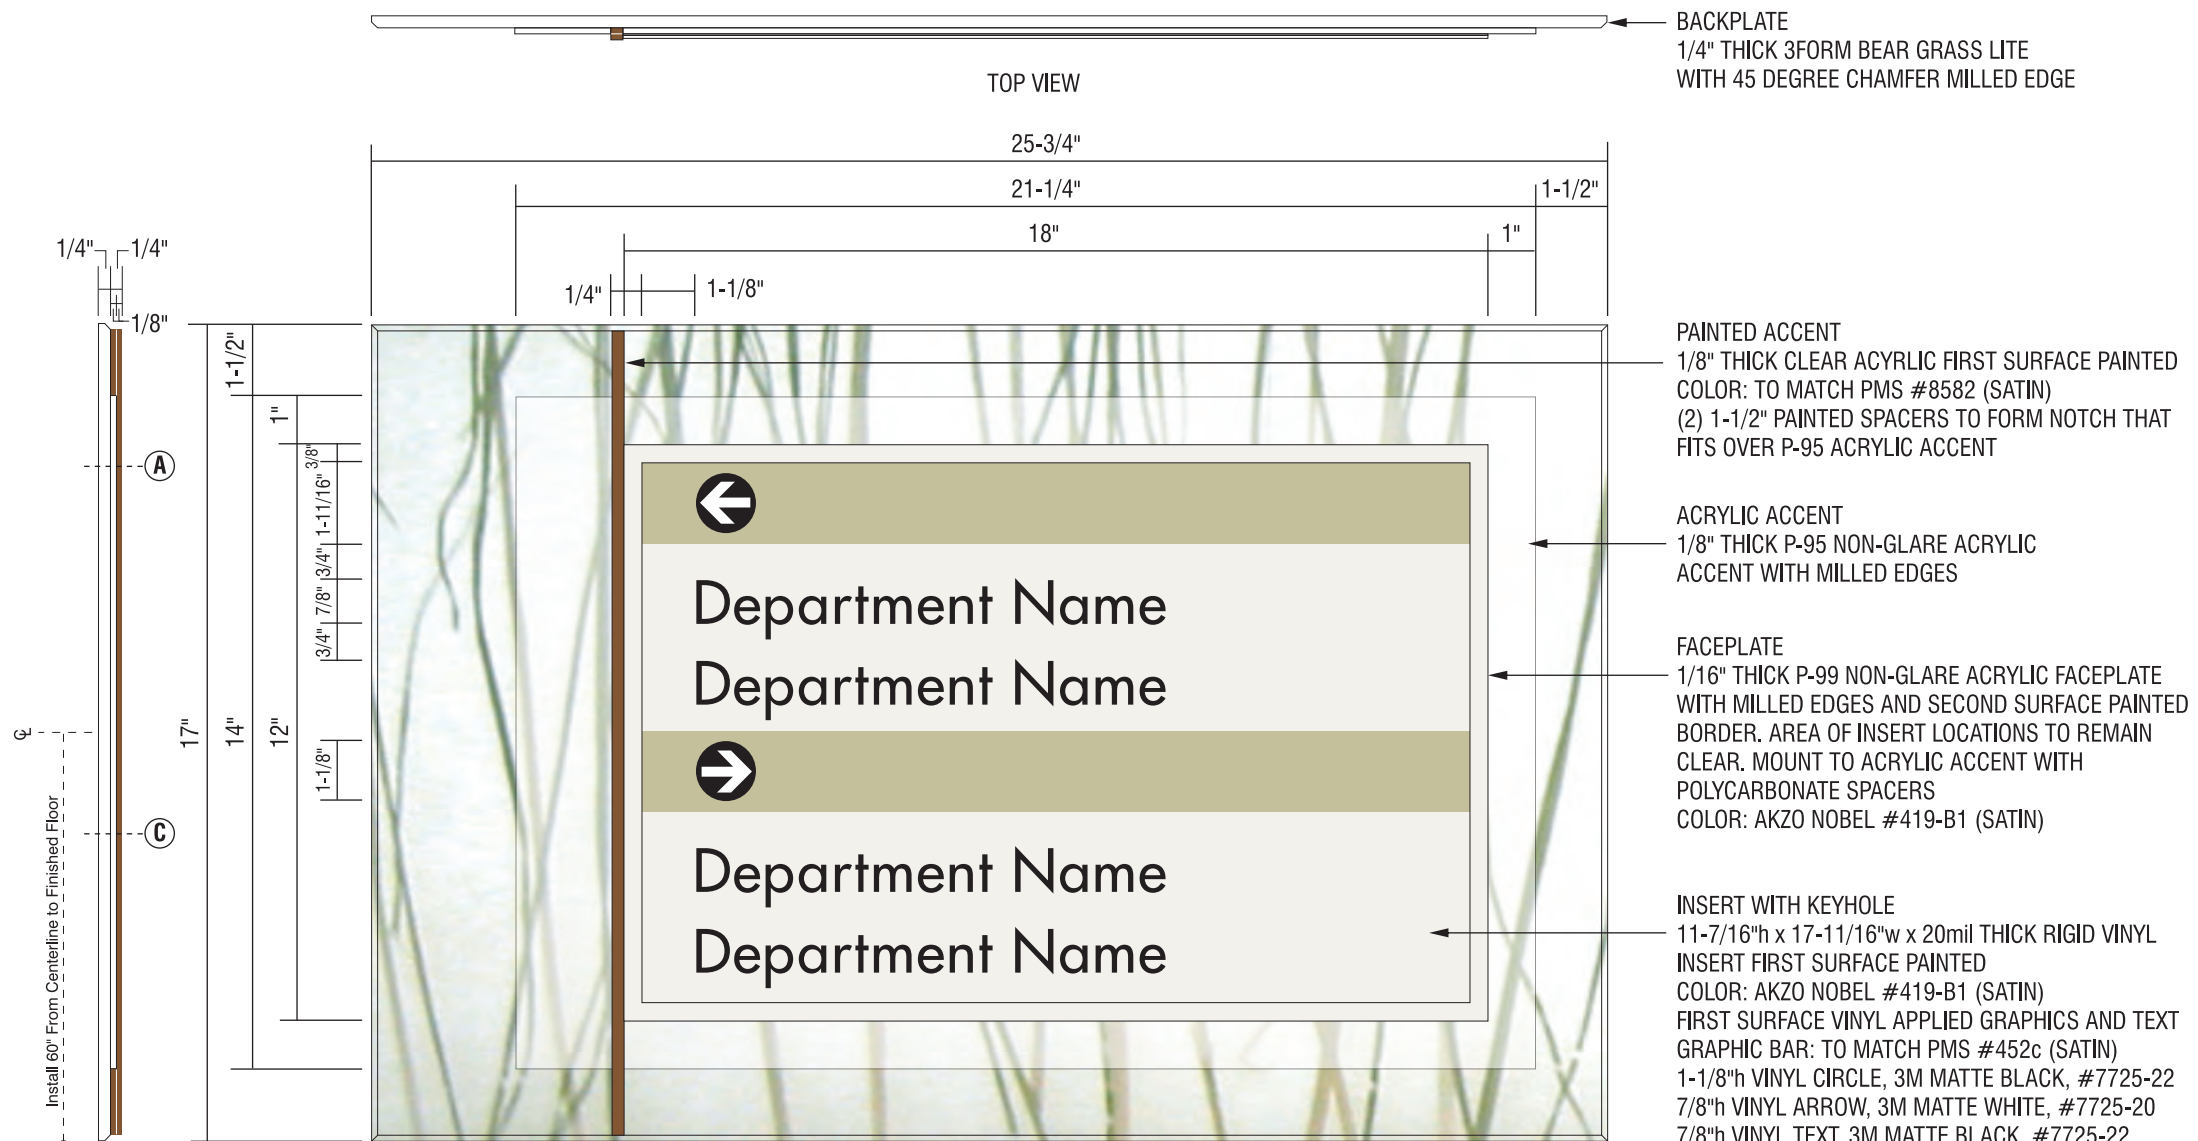 BACKPLATE
1/4" THICK 3FORM BEAR GRASS LITE
WITH 45 DEGREE CHAMFER MILLED EDGE
TOP VIEW
25-3/4"
21-1/4"
1-1/2"
18"
1"
1/4"
1-1/8"
1/4"
1/4"
1/8"
1-1/2"
1"
3/8"
1-11/16"
3/4"
7/8"
3/4"
1-1/8"
17"
14"
12"
A
C
℄
Install 60" From Centerline to Finished Floor
Department Name
Department Name
Department Name
Department Name
PAINTED ACCENT
1/8" THICK CLEAR ACYRLIC FIRST SURFACE PAINTED
COLOR: TO MATCH PMS #8582 (SATIN)
(2) 1-1/2" PAINTED SPACERS TO FORM NOTCH THAT
FITS OVER P-95 ACRYLIC ACCENT
ACRYLIC ACCENT
1/8" THICK P-95 NON-GLARE ACRYLIC
ACCENT WITH MILLED EDGES
FACEPLATE
1/16" THICK P-99 NON-GLARE ACRYLIC FACEPLATE
WITH MILLED EDGES AND SECOND SURFACE PAINTED
BORDER. AREA OF INSERT LOCATIONS TO REMAIN
CLEAR. MOUNT TO ACRYLIC ACCENT WITH
POLYCARBONATE SPACERS
COLOR: AKZO NOBEL #419-B1 (SATIN)
INSERT WITH KEYHOLE
11-7/16"h x 17-11/16"w x 20mil THICK RIGID VINYL
INSERT FIRST SURFACE PAINTED
COLOR: AKZO NOBEL #419-B1 (SATIN)
FIRST SURFACE VINYL APPLIED GRAPHICS AND TEXT
GRAPHIC BAR: TO MATCH PMS #452c (SATIN)
1-1/8"h VINYL CIRCLE, 3M MATTE BLACK, #7725-22
7/8"h VINYL ARROW, 3M MATTE WHITE, #7725-20
7/8"h VINYL TEXT, 3M MATTE BLACK, #7725-22